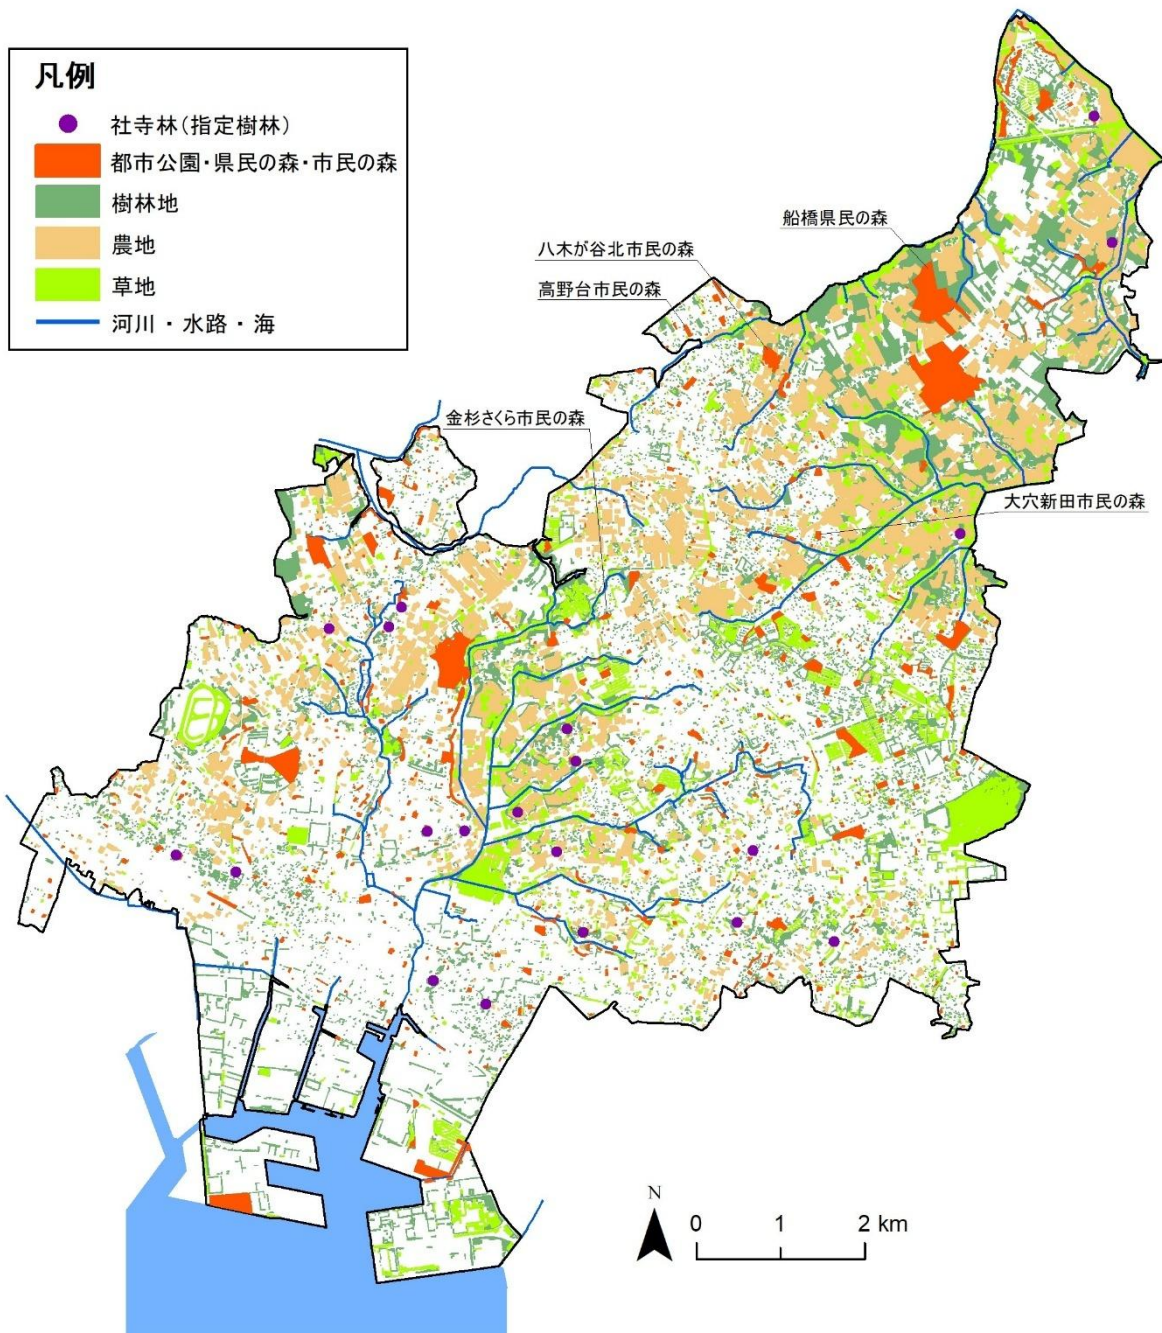 凡例
社寺林(指定樹林)
都市公園・県民の森・市民の森
樹林地
農地
草地
河川・水路・海
船橋県民の森
八木が谷北市民の森
高野台市民の森
金杉さくら市民の森
大穴新田市民の森
N
0 1 2 km